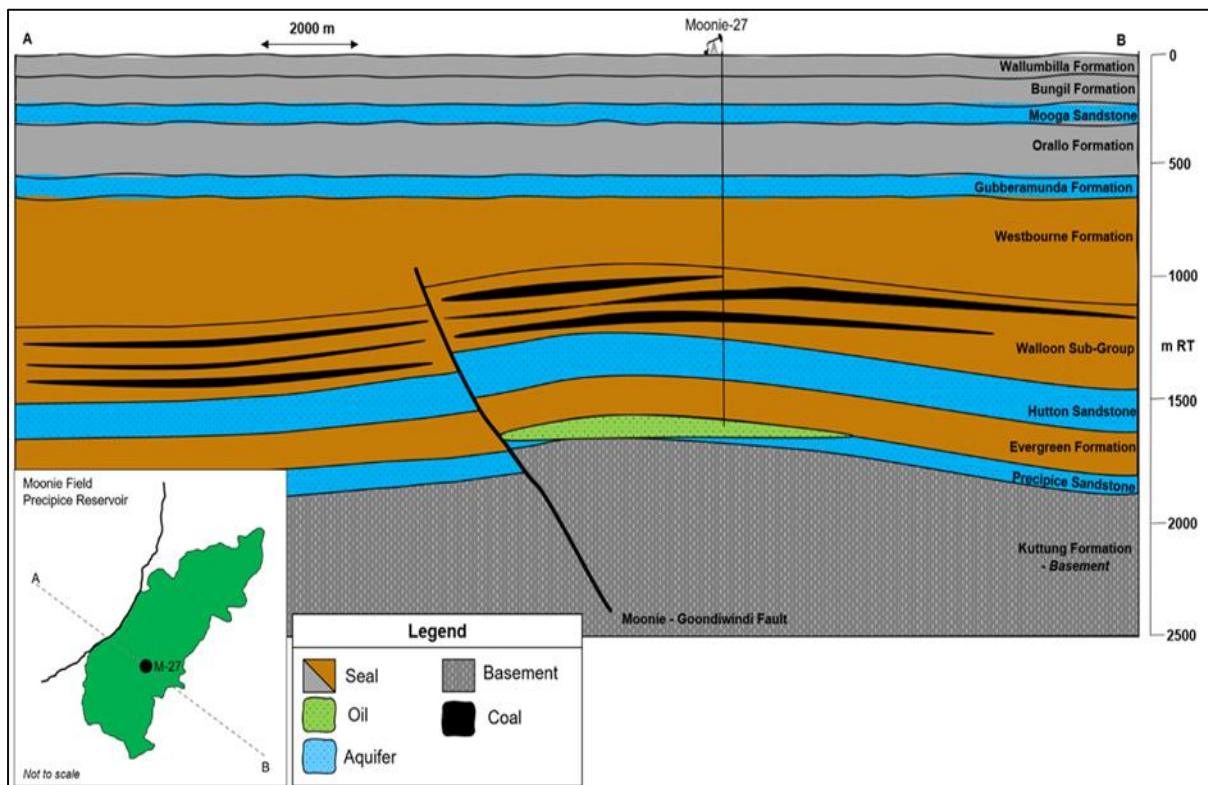 A
2000 m
Moonie-27
B
0
Wallumbilla Formation
Bungil Formation
Mooga Sandstone
Orallo Formation
500
Gubberamunda Formation
Westbourne Formation
1000
Walloon Sub-Group
m RT
1500
Hutton Sandstone
Evergreen Formation
Precipice Sandstone
2000
Kuttung Formation
- Basement
Moonie - Goondiwindi Fault
2500
Moonie Field
Precipice Reservoir
A
M-27
B
Not to scale
Legend
Seal
Basement
Oil
Coal
Aquifer